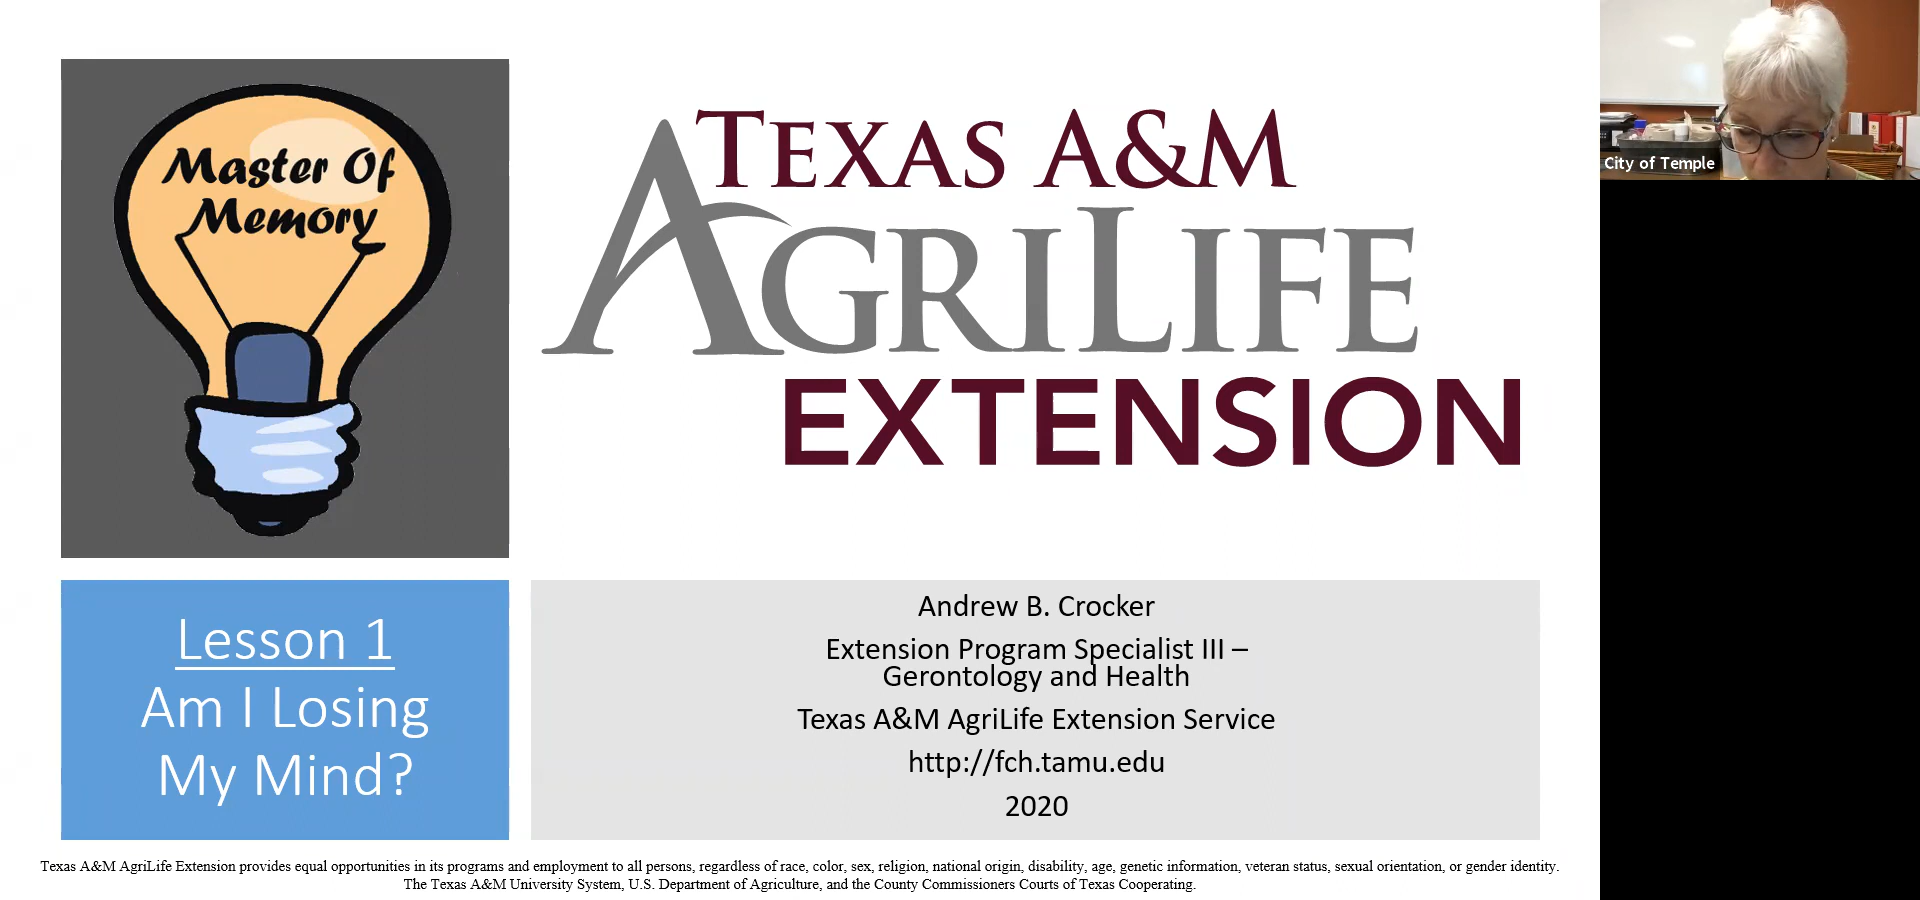 Master Of
Memory
TEXAS A&M
AGRILIFE
EXTENSION
City of Temple
Lesson 1
Am I Losing
My Mind?
Andrew B. Crocker
Extension Program Specialist III –
Gerontology and Health
Texas A&M AgriLife Extension Service
http://fch.tamu.edu
2020
Texas A&M AgriLife Extension provides equal opportunities in its programs and employment to all persons, regardless of race, color, sex, religion, national origin, disability, age, genetic information, veteran status, sexual orientation, or gender identity.
The Texas A&M University System, U.S. Department of Agriculture, and the County Commissioners Courts of Texas Cooperating.